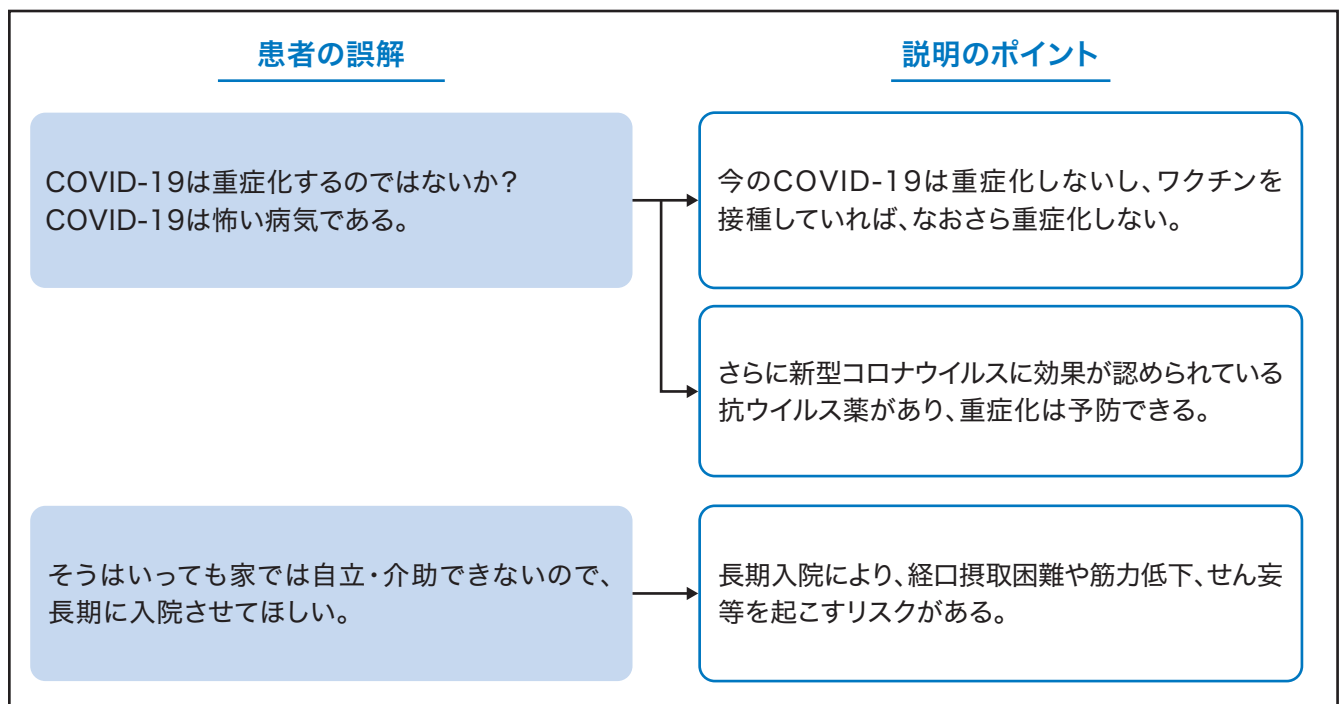 患者の誤解
説明のポイント
COVID-19は重症化するのではないか？
COVID-19は怖い病気である。
今のCOVID-19は重症化しないし、ワクチンを
接種していれば、なおさら重症化しない。
さらに新型コロナウイルスに効果が認められている
抗ウイルス薬があり、重症化は予防できる。
そうはいっても家では自立・介助できないので、
長期に入院させてほしい。
長期入院により、経口摂取困難や筋力低下、せん妄
等を起こすリスクがある。